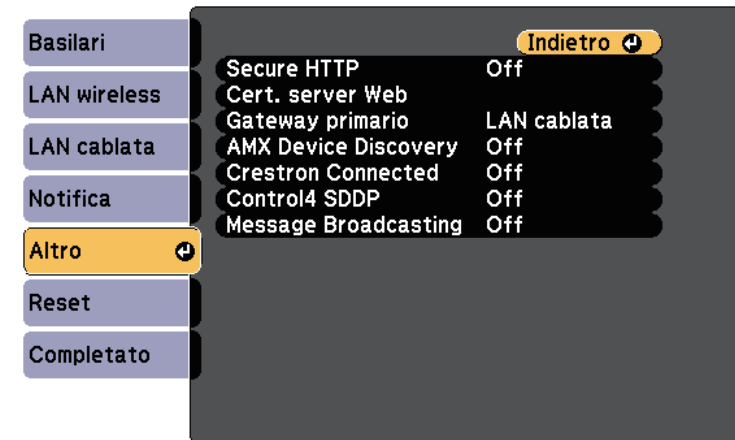 Basilari
LAN wireless
LAN cablata
Notifica
Altro
Reset
Completato
Indietro
Secure HTTP Off
Cert. server Web
Gateway primario LAN cablata
AMX Device Discovery Off
Crestron Connected Off
Control4 SDDP Off
Message Broadcasting Off